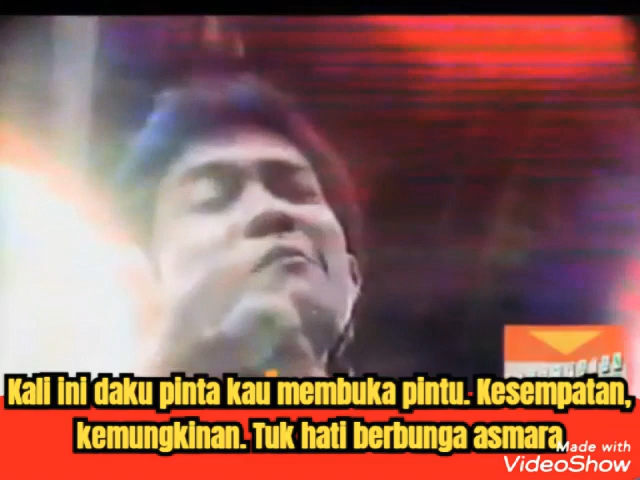 Kali ini daku pinta kau membuka pintu. Kesempatan,
kemungkinan. Tuk hati berbunga asmara
Made with
VideoShow